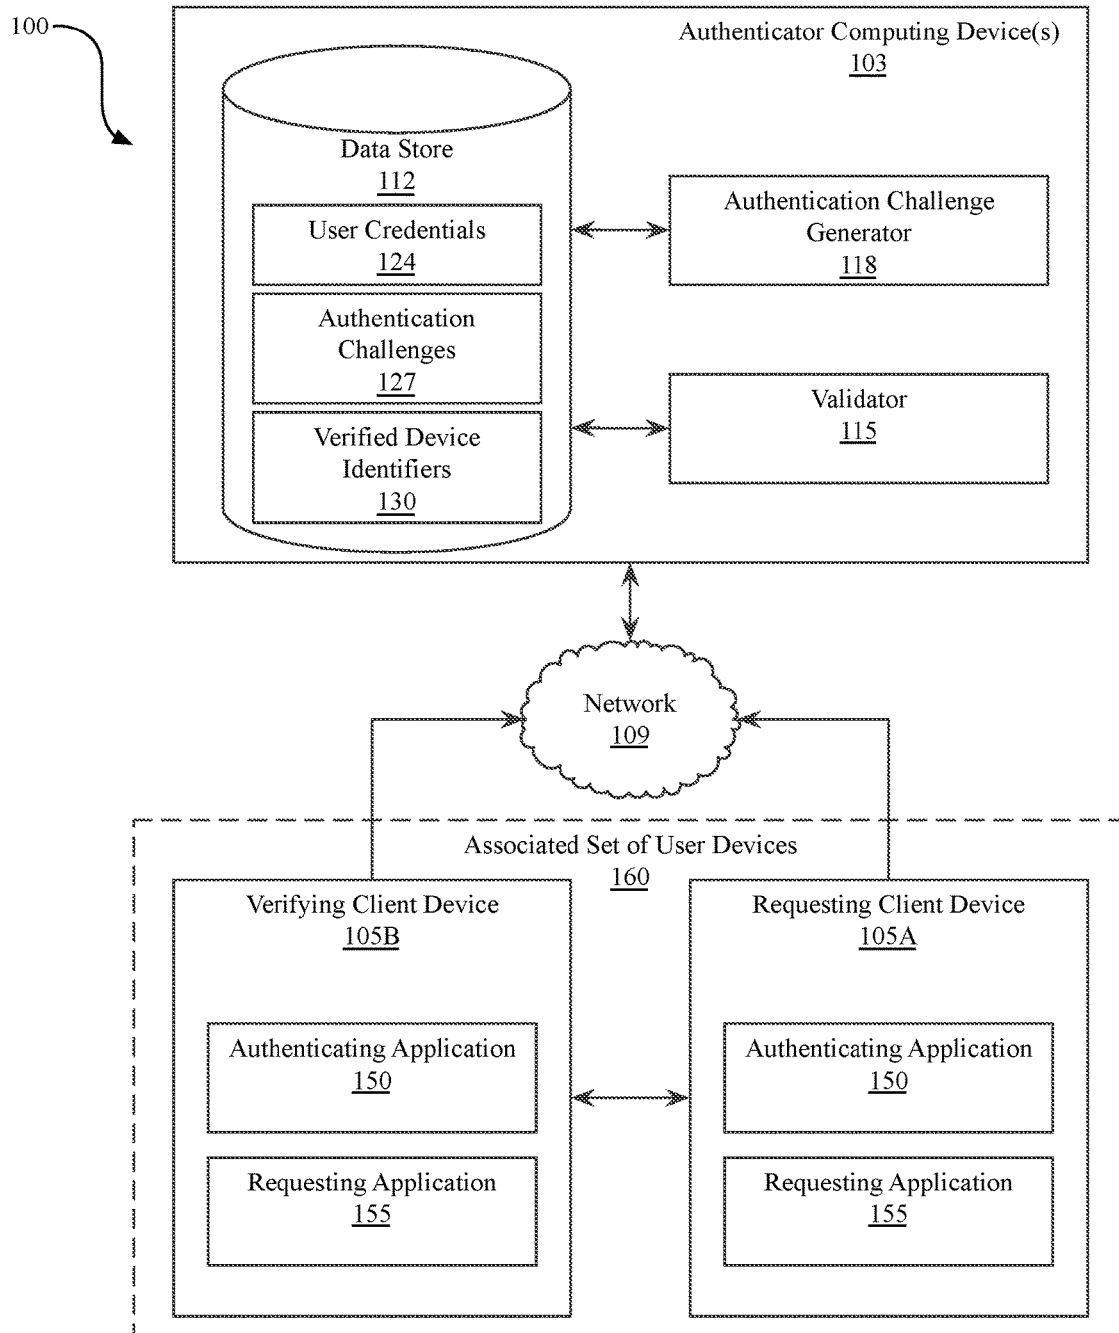 100
Authenticator Computing Device(s)
103
Data Store
112
User Credentials
124
Authentication
Challenges
127
Verified Device
Identifiers
130
Authentication Challenge
Generator
118
Validator
115
Network
109
Associated Set of User Devices
160
Verifying Client Device
105B
Authenticating Application
150
Requesting Application
155
Requesting Client Device
105A
Authenticating Application
150
Requesting Application
155